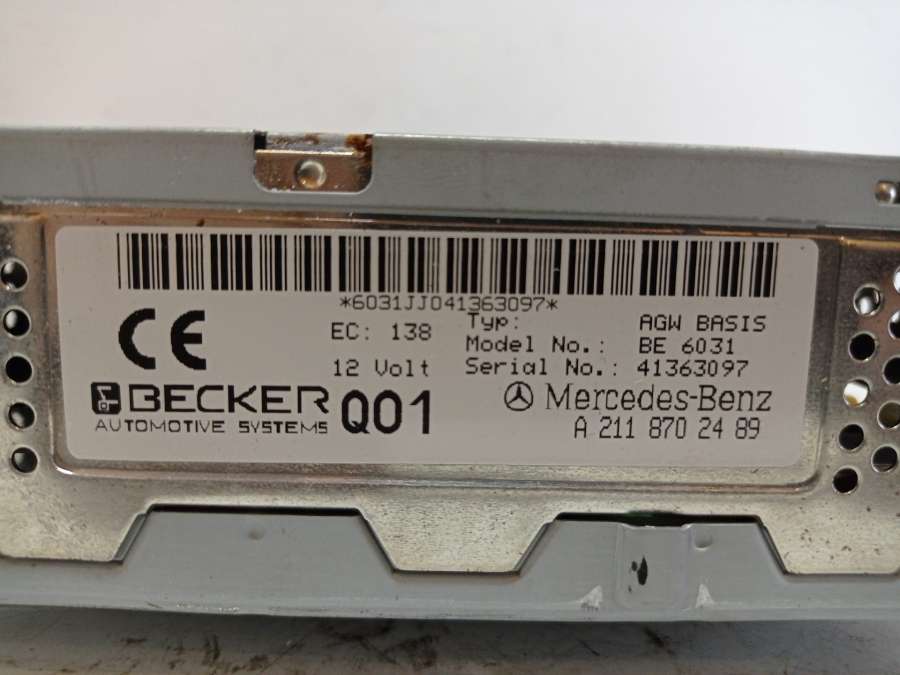 *6031JJ041363097*
CE
EC: 138
12 Volt
Typ: AGW BASIS
Model No.: BE 6031
Serial No.: 41363097
BECKER
AUTOMOTIVE SYSTEMS
Q01
Mercedes-Benz
A 211 870 24 89